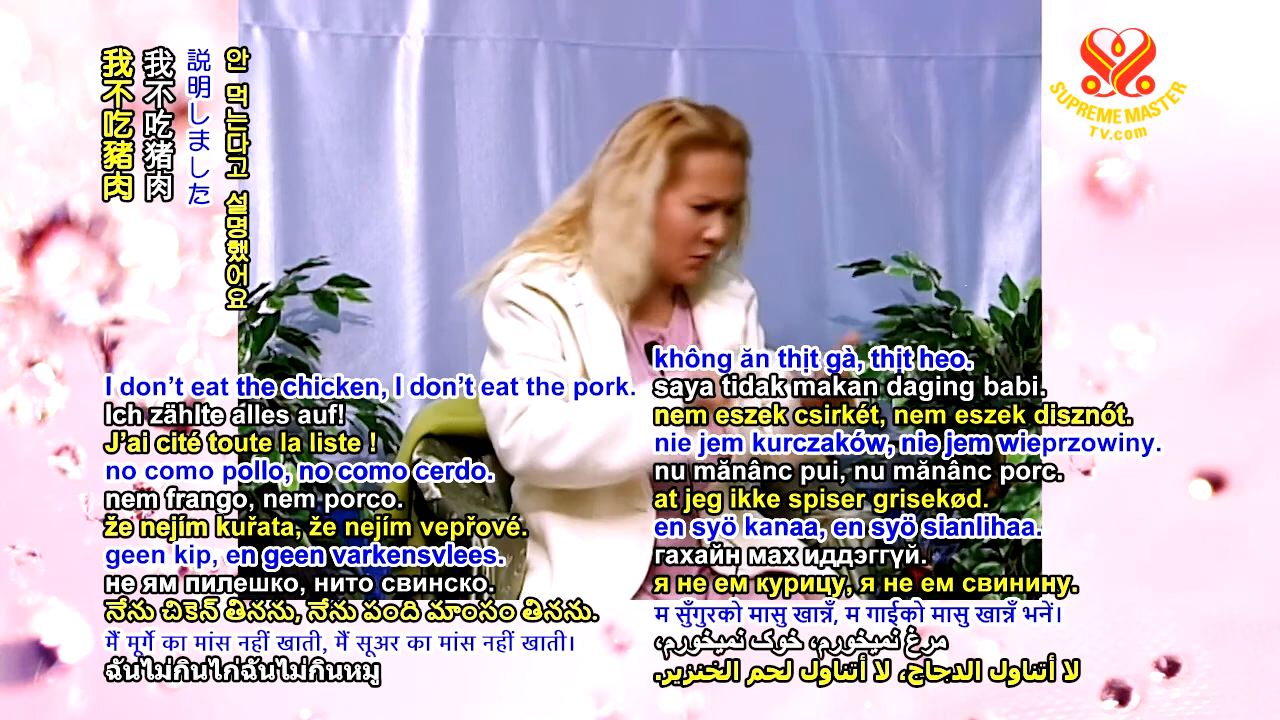 我不吃豬肉
我不吃猪肉
説明しました
안 먹는다고 설명했어요
SUPREME MASTER
TV.com
I don't eat the chicken, I don't eat the pork.
Ich zählte alles auf!
J'ai cité toute la liste !
no como pollo, no como cerdo.
nem frango, nem porco.
že nejím kuřata, že nejím vepřové.
geen kip, en geen varkensvlees.
не ям пилешко, нито свинско.
నేను చికెన్ తినను, నేను పంది మాంసం తినను.
मैं मुर्गे का मांस नहीं खाती, मैं सूअर का मांस नहीं खाती।
ฉันไม่กินไก่ฉันไม่กินหมู
không ăn thịt gà, thịt heo.
saya tidak makan daging babi.
nem eszek csirkét, nem eszek disznót.
nie jem kurczaków, nie jem wieprzowiny.
nu mănânc pui, nu mănânc porc.
at jeg ikke spiser grisekød.
en syö kanaa, en syö sianlihaa.
гахайн мах иддэггүй.
я не ем курицу, я не ем свинину.
म सुँगुरको मासु खान्नँ, म गाईको मासु खान्नँ भनें।
مرغ نمیخورم، خوک نمیخورم،
لا أتناول الدجاج، لا أتناول لحم الخنزير.